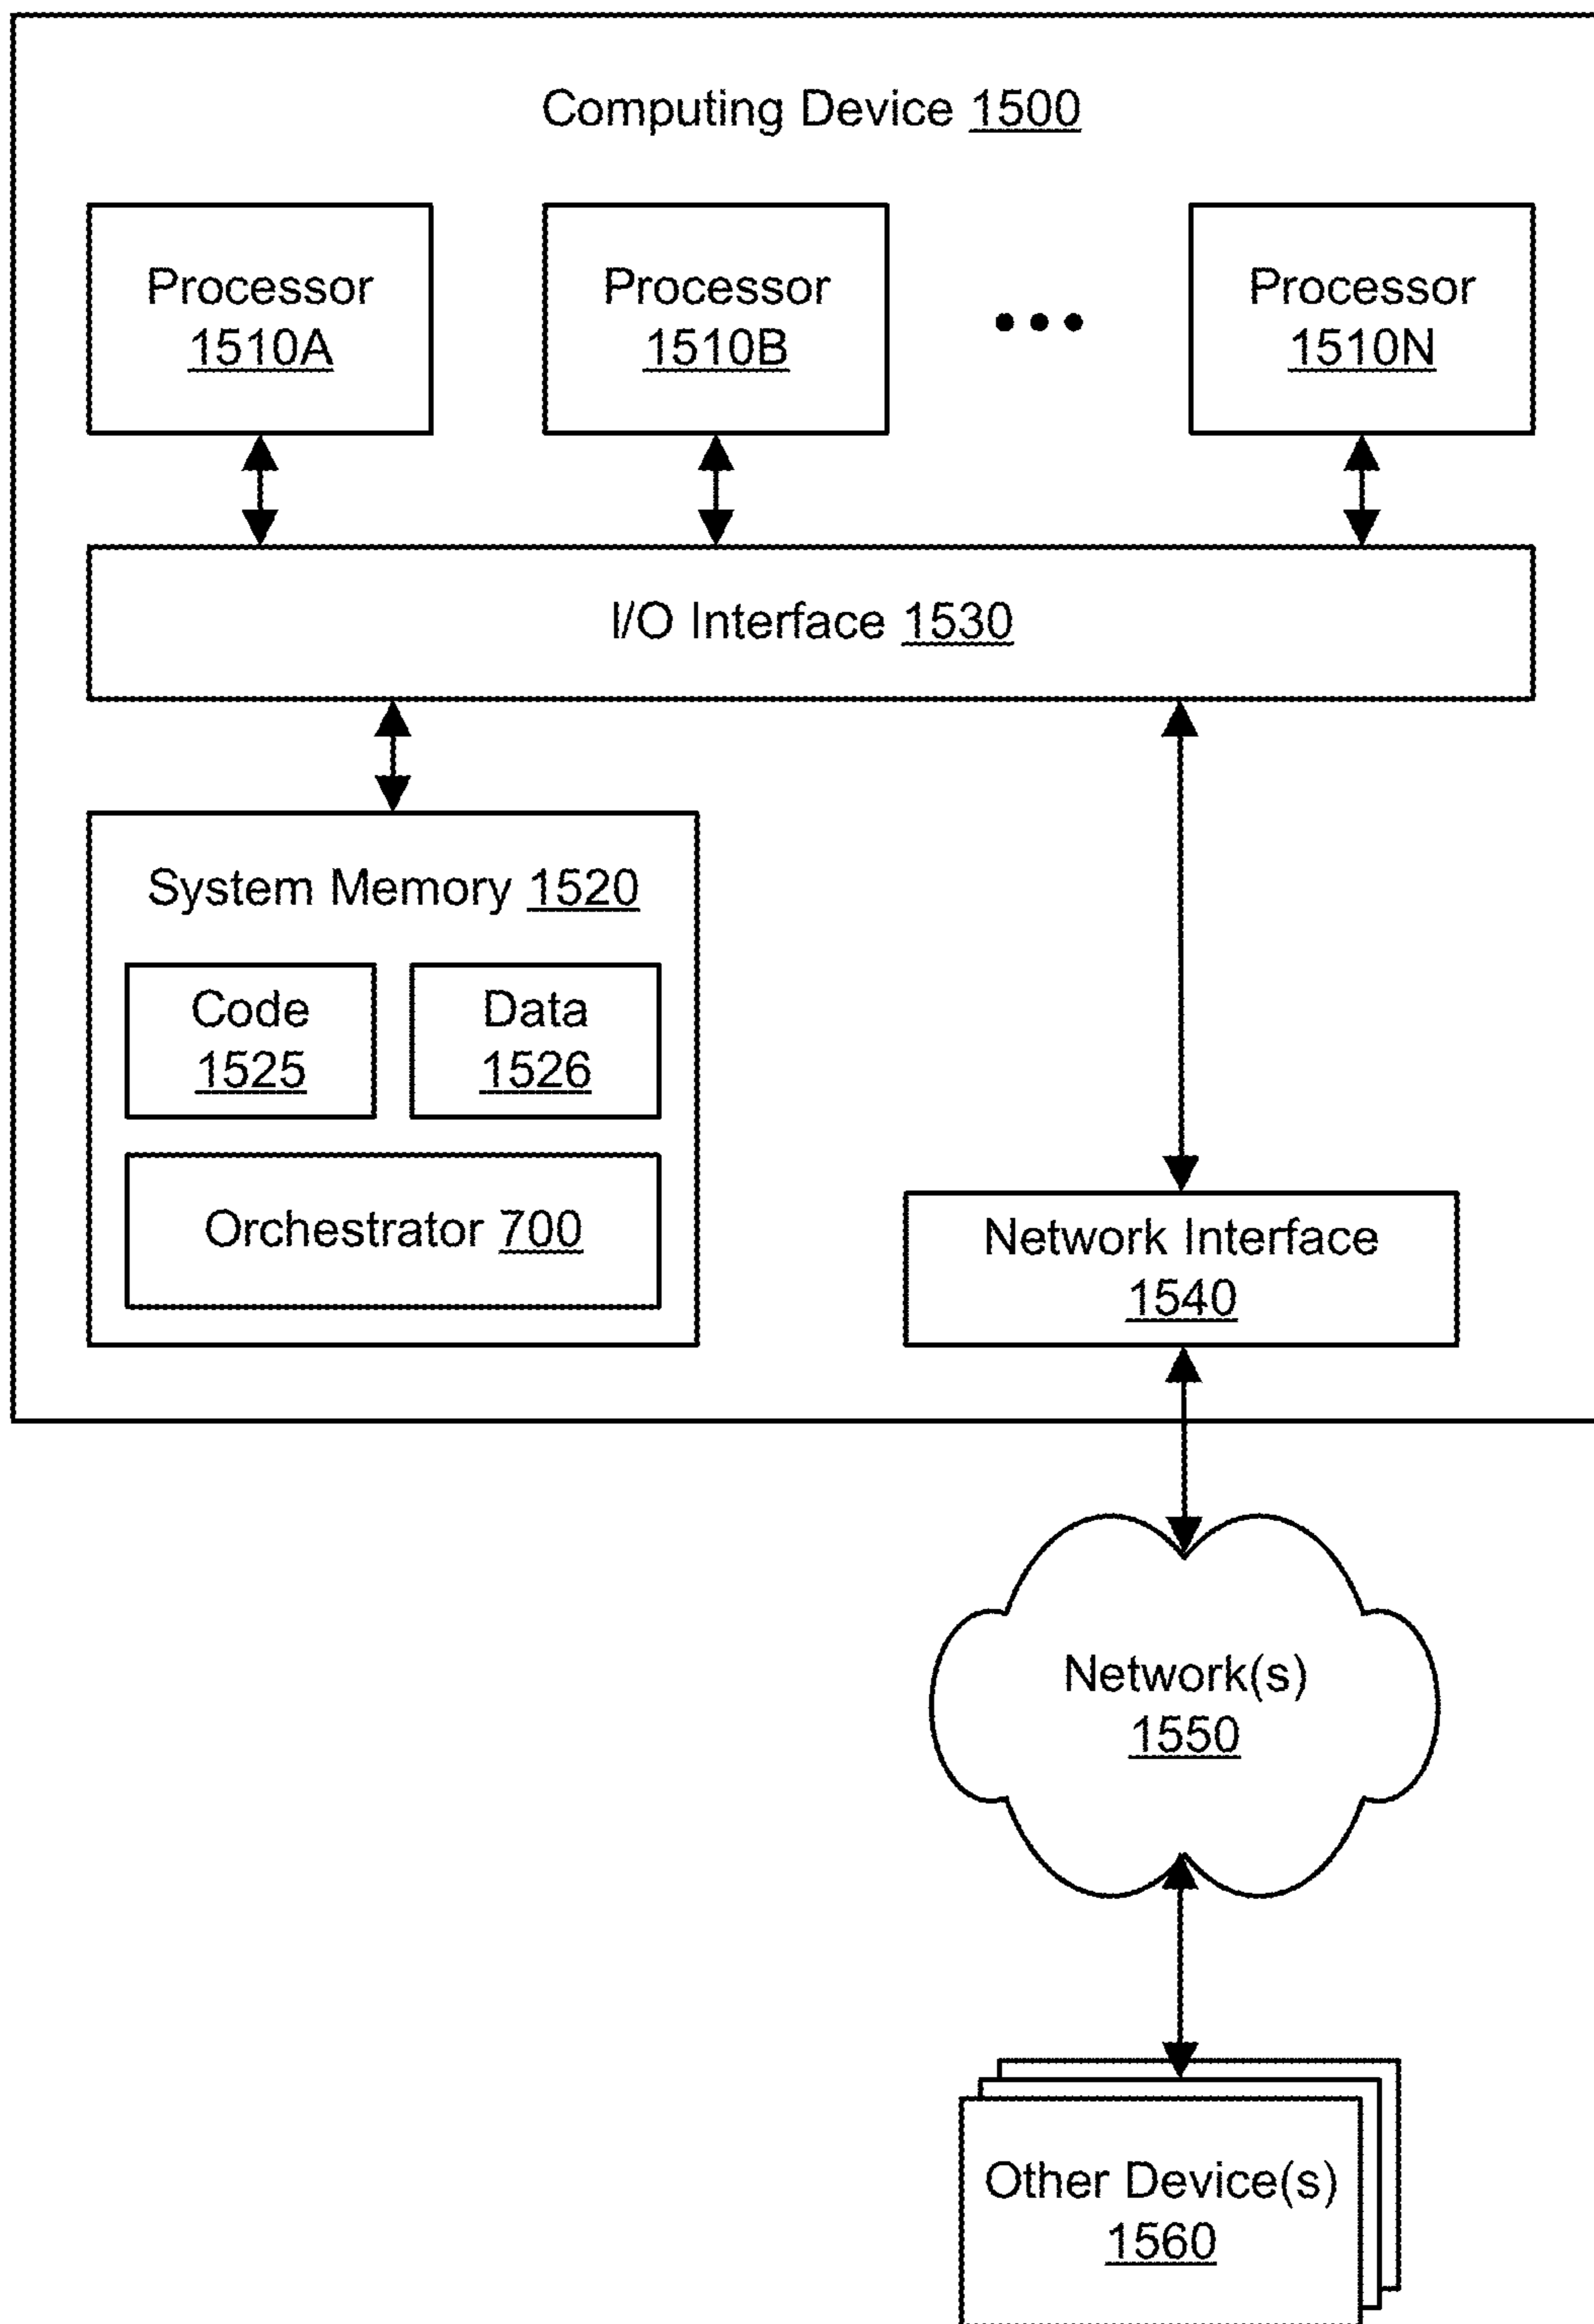 Computing Device 1500
Processor
1510A
Processor
1510B
•••
Processor
1510N
I/O Interface 1530
System Memory 1520
Code
1525
Data
1526
Orchestrator 700
Network Interface
1540
Network(s)
1550
Other Device(s)
1560